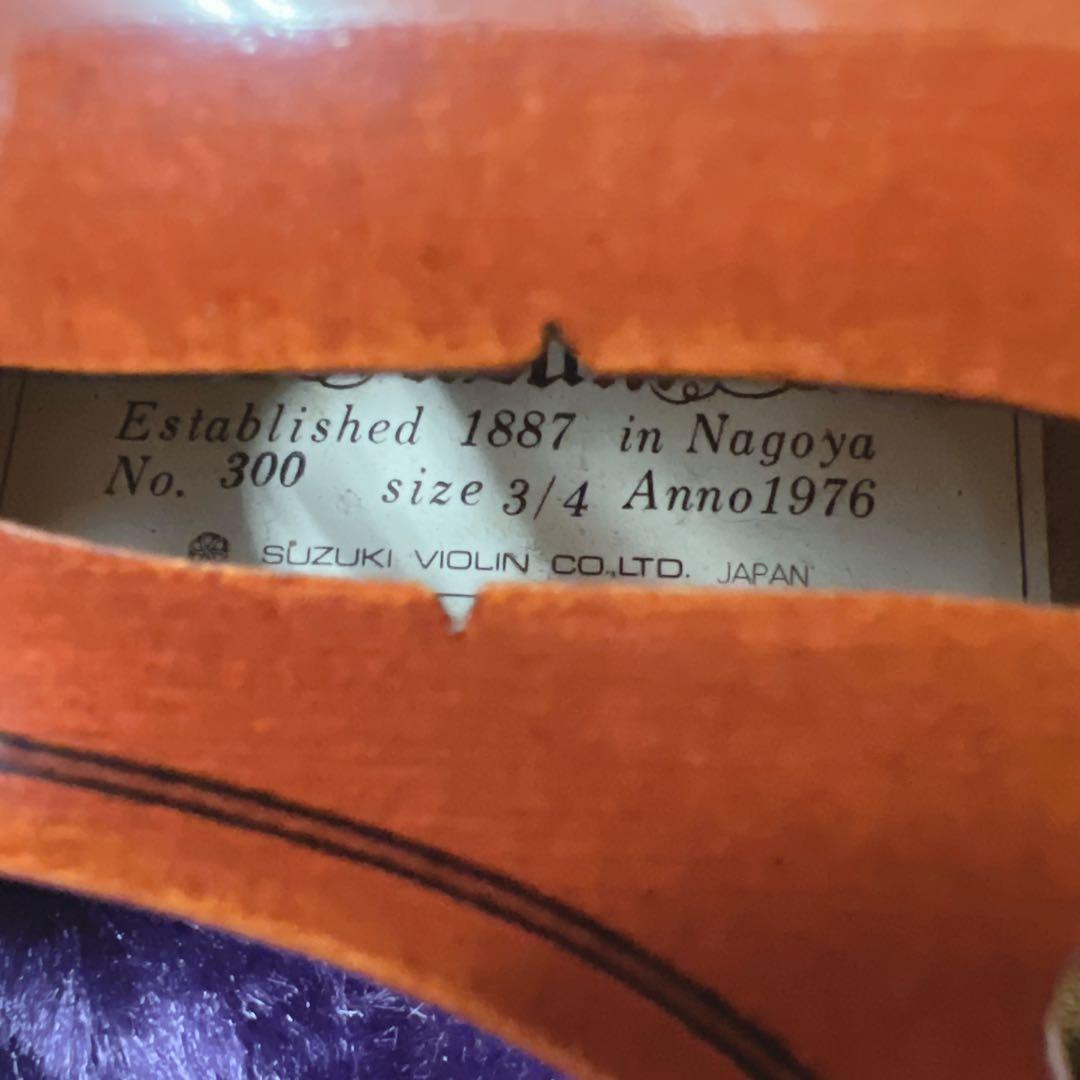 Established 1887 in Nagoya
No. 300 size 3/4 Anno1976
SUZUKI VIOLIN CO.,LTD. JAPAN